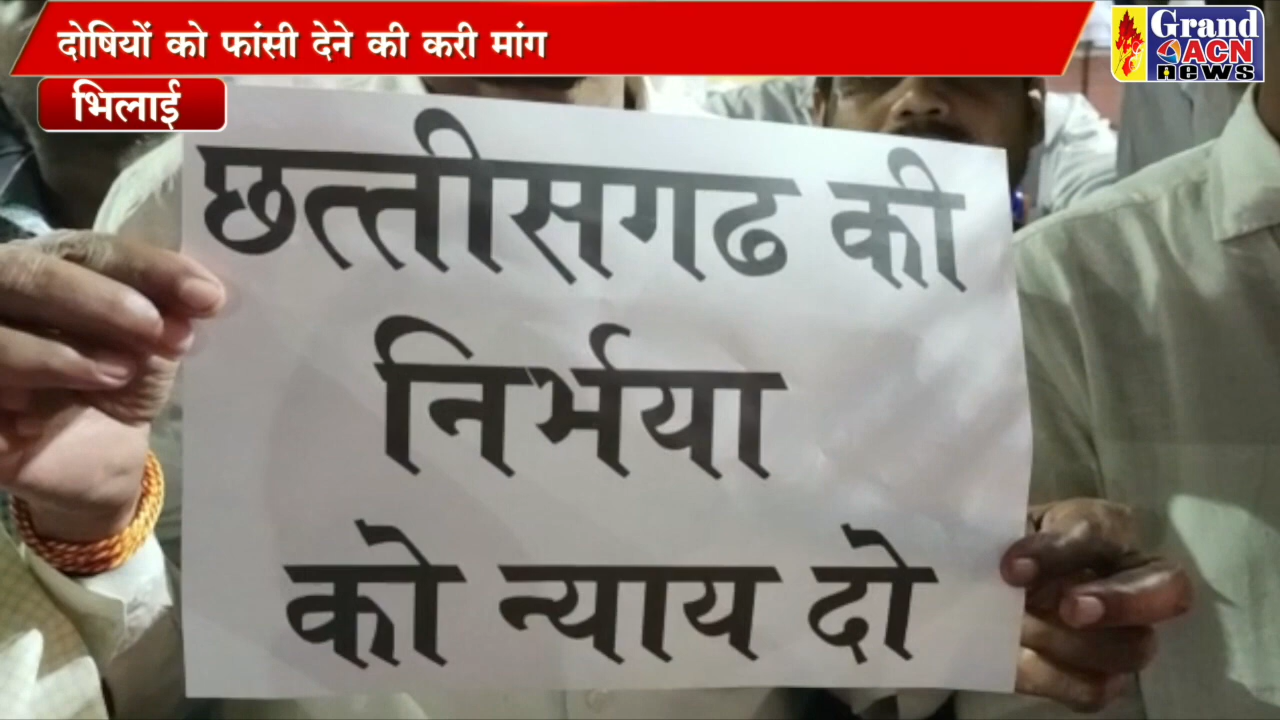 दोषियों को फांसी देने की करी मांग
Grand
ACN
news
भिलाई
छत्तीसगढ की
निर्भया
को न्याय दो